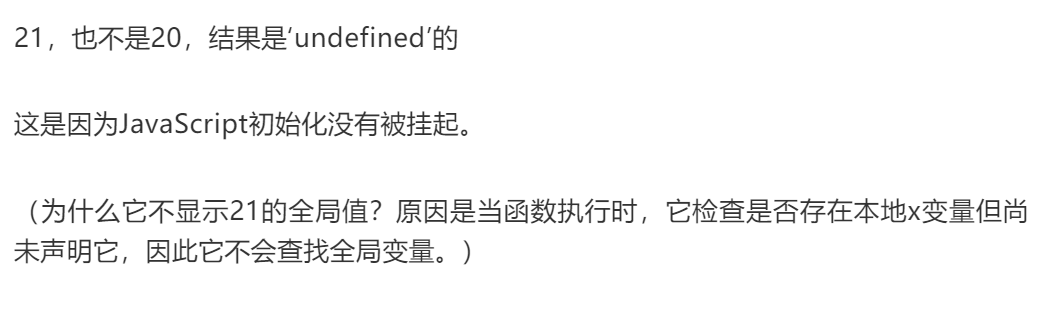 21，也不是20，结果是‘undefined’的
这是因为JavaScript初始化没有被挂起。
（为什么它不显示21的全局值？原因是当函数执行时，它检查是否存在本地x变量但尚
未声明它，因此它不会查找全局变量。）